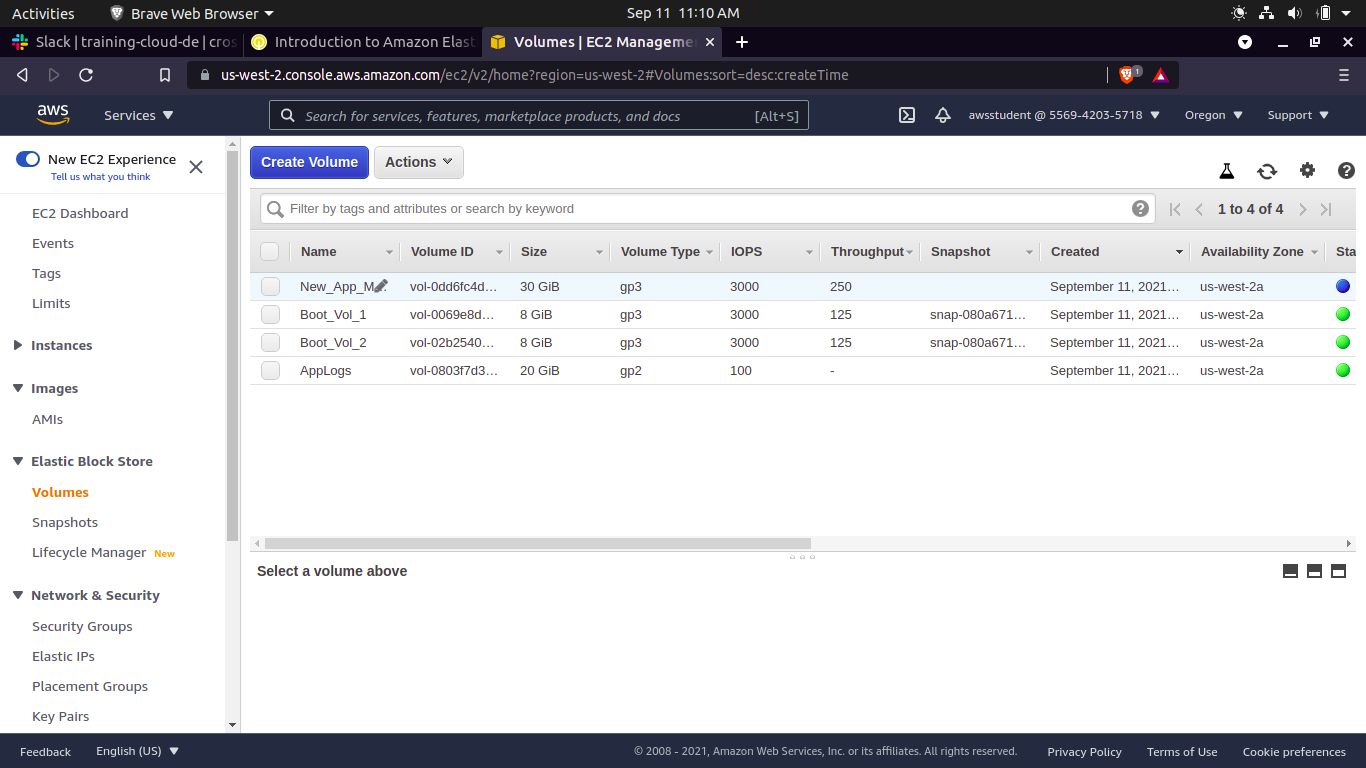 Activities Brave Web Browser Sep 11 11:10 AM
Slack | training-cloud-de | cros Introduction to Amazon Elast Volumes | EC2 Manageme
us-west-2.console.aws.amazon.com/ec2/v2/home?region=us-west-2#Volumes:sort=desc:createTime 1
aws Services Search for services, features, marketplace products, and docs [Alt+S] awsstudent @ 5569-4203-5718 Oregon Support
New EC2 Experience
Tell us what you think
EC2 Dashboard
Events
Tags
Limits
Instances
Images
AMIs
Elastic Block Store
Volumes
Snapshots
Lifecycle Manager New
Network & Security
Security Groups
Elastic IPs
Placement Groups
Key Pairs
Create Volume Actions
Filter by tags and attributes or search by keyword 1 to 4 of 4
Name Volume ID Size Volume Type IOPS Throughput Snapshot Created Availability Zone Sta
New_App_M... vol-0dd6fc4d… 30 GiB gp3 3000 250 September 11, 2021… us-west-2a
Boot_Vol_1 vol-0069e8d… 8 GiB gp3 3000 125 snap-080a671… September 11, 2021… us-west-2a
Boot_Vol_2 vol-02b2540… 8 GiB gp3 3000 125 snap-080a671… September 11, 2021… us-west-2a
AppLogs vol-0803f7d3… 20 GiB gp2 100 - September 11, 2021… us-west-2a
Select a volume above
Feedback English (US) © 2008 - 2021, Amazon Web Services, Inc. or its affiliates. All rights reserved. Privacy Policy Terms of Use Cookie preferences